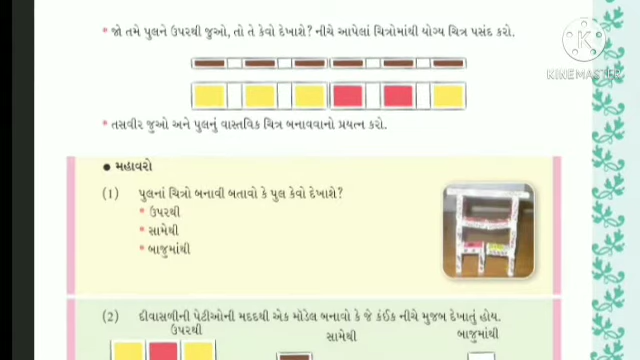 * જો તમે પુલને ઉપરથી જુઓ, તો તે કેવો દેખાશે? નીચે આપેલાં ચિત્રોમાંથી યોગ્ય ચિત્ર પસંદ કરો.
KINEMASTER
* તસવીર જુઓ અને પુલનું વાસ્તવિક ચિત્ર બનાવવાનો પ્રયત્ન કરો.
● મહાવરો
(1) પુલનાં ચિત્રો બનાવી બતાવો કે પુલ કેવો દેખાશે?
* ઉપરથી
* સામેથી
* બાજુમાંથી
(2) દીવાસળીની પેટીઓની મદદથી એક મૉડેલ બનાવો કે જે કંઈક નીચે મુજબ દેખાતું હોય.
ઉપરથી સામેથી બાજુમાંથી